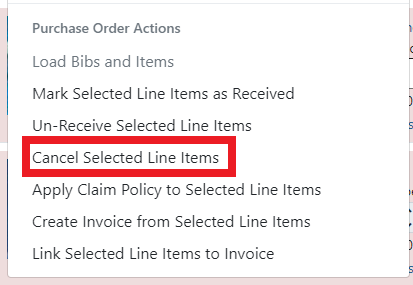 Purchase Order Actions
Load Bibs and Items
Mark Selected Line Items as Received
Un-Receive Selected Line Items
Cancel Selected Line Items
Apply Claim Policy to Selected Line Items
Create Invoice from Selected Line Items
Link Selected Line Items to Invoice